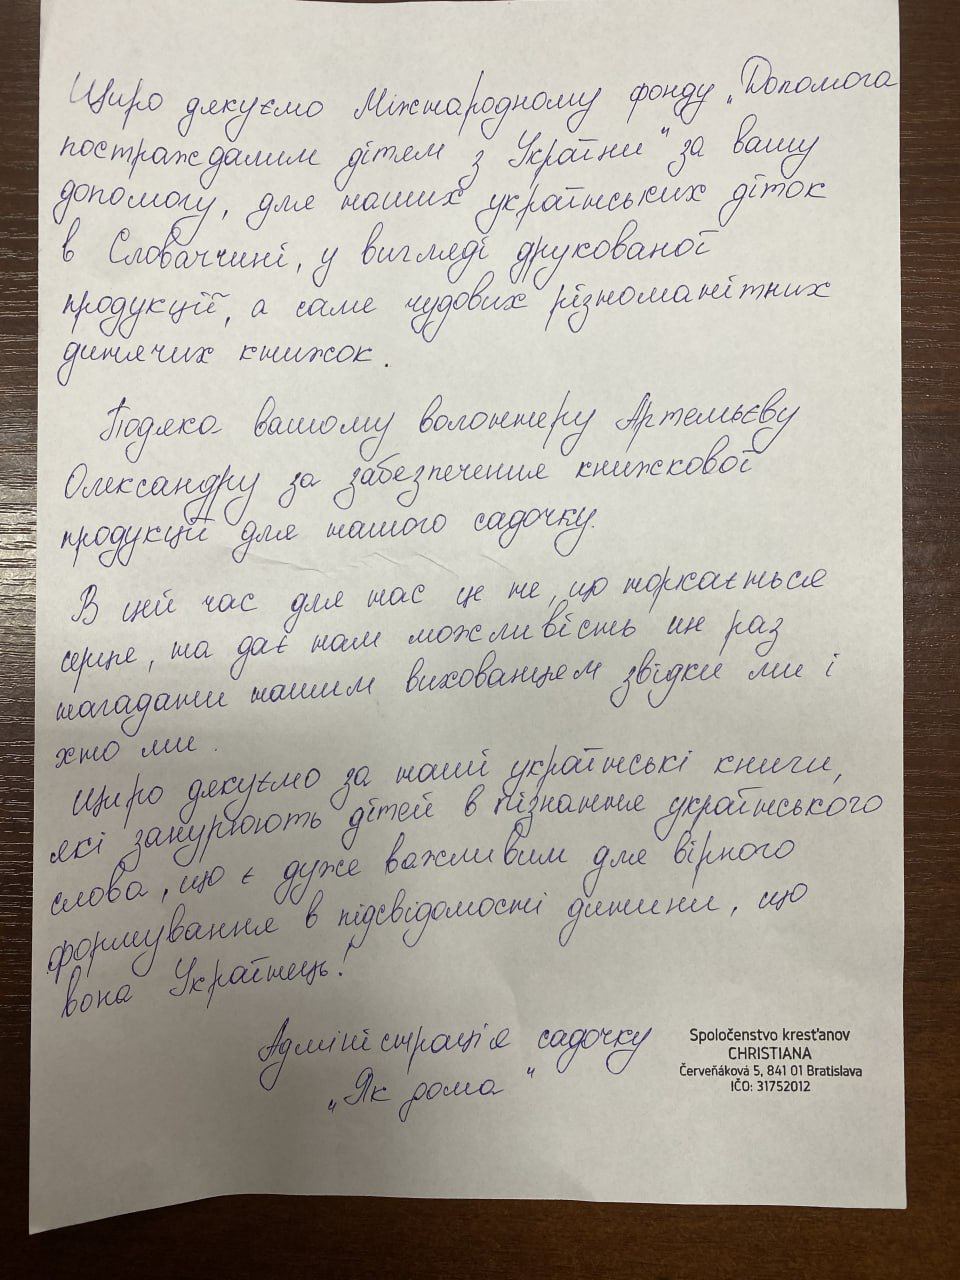 Щиро дякуємо Міжнародному фонду „Допомога
постраждалим дітям з України" за вашу
допомогу, для наших українських діток
в Словаччині, у вигляді друкованої
продукції, а саме чудових різноманітних
дитячих книжок.
Подяка вашому волонтеру Артемьєву
Олександру за забезпечення книжкової
продукції для нашого садочку.
В цей час для нас це те, що торкається
серце, та дає нам можливість ще раз
нагадати нашим вихованцям звідки ми і
хто ми.
Щиро дякуємо за наші українські книги,
які занурюють дітей в пізнання українського
слова, що є дуже важливим для вірного
формування в підсвідомості дитини, що
вона Українець!
Адміністрація садочку
„Як дома"
Spoločenstvo kresťanov
CHRISTIANA
Červeňáková 5, 841 01 Bratislava
IČO: 31752012